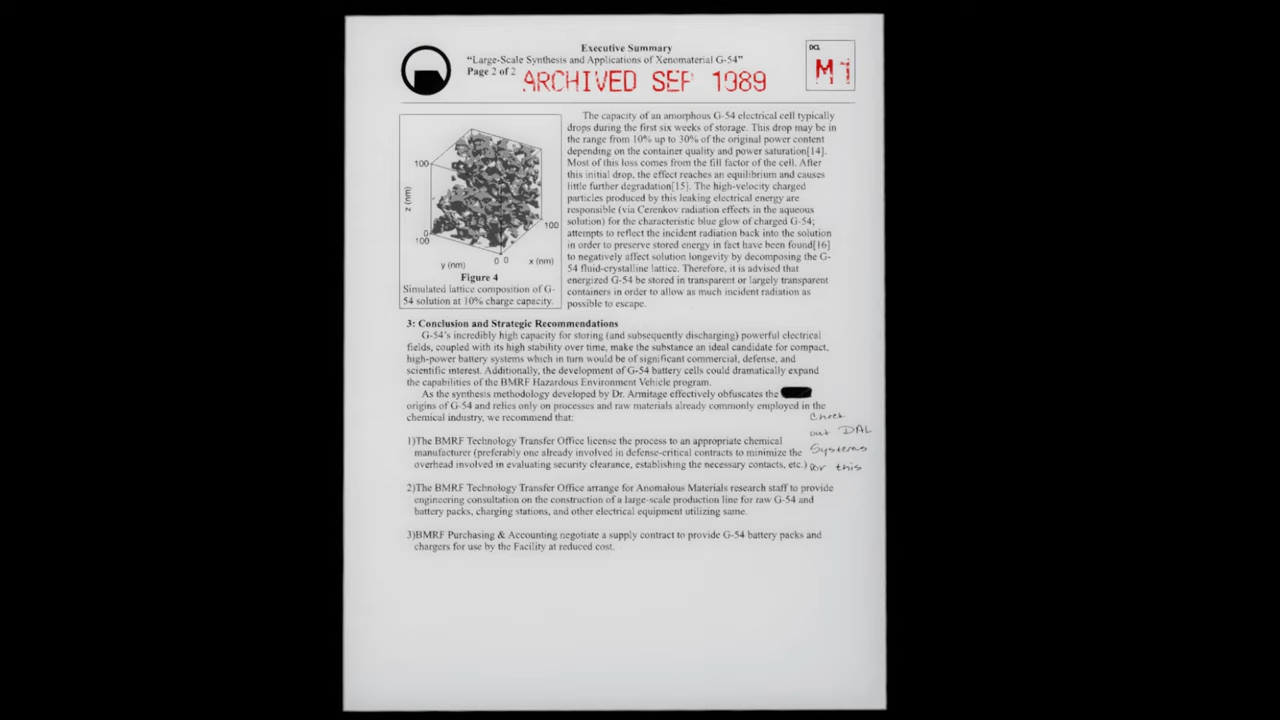 Executive Summary
"Large-Scale Synthesis and Applications of Xenomaterial G-54"
Page 2 of 2
ARCHIVED SEP 1989
DCL
M1
The capacity of an amorphous G-54 electrical cell typically
drops during the first six weeks of storage. This drop may be in
the range from 10% up to 30% of the original power content
depending on the container quality and power saturation[14].
Most of this loss comes from the fill factor of the cell. After
this initial drop, the effect reaches an equilibrium and causes
little further degradation[15]. The high-velocity charged
particles produced by this leaking electrical energy are
responsible (via Cerenkov radiation effects in the aqueous
solution) for the characteristic blue glow of charged G-54;
attempts to reflect the incident radiation back into the solution
in order to preserve stored energy in fact have been found[16]
to negatively affect solution longevity by decomposing the G-
54 fluid-crystalline lattice. Therefore, it is advised that
energized G-54 be stored in transparent or largely transparent
containers in order to allow as much incident radiation as
possible to escape.
100
z (nm)
0
100
y (nm)
0 0
x (nm)
100
Figure 4
Simulated lattice composition of G-
54 solution at 10% charge capacity.
3: Conclusion and Strategic Recommendations
G-54's incredibly high capacity for storing (and subsequently discharging) powerful electrical
fields, coupled with its high stability over time, make the substance an ideal candidate for compact,
high-power battery systems which in turn would be of significant commercial, defense, and
scientific interest. Additionally, the development of G-54 battery cells could dramatically expand
the capabilities of the BMRF Hazardous Environment Vehicle program.
As the synthesis methodology developed by Dr. Armitage effectively obfuscates the
origins of G-54 and relies only on processes and raw materials already commonly employed in the
chemical industry, we recommend that:
Check
out DAL
Systems
for this
1)The BMRF Technology Transfer Office license the process to an appropriate chemical
manufacturer (preferably one already involved in defense-critical contracts to minimize the
overhead involved in evaluating security clearance, establishing the necessary contacts, etc.)
2)The BMRF Technology Transfer Office arrange for Anomalous Materials research staff to provide
engineering consultation on the construction of a large-scale production line for raw G-54 and
battery packs, charging stations, and other electrical equipment utilizing same.
3)BMRF Purchasing & Accounting negotiate a supply contract to provide G-54 battery packs and
chargers for use by the Facility at reduced cost.